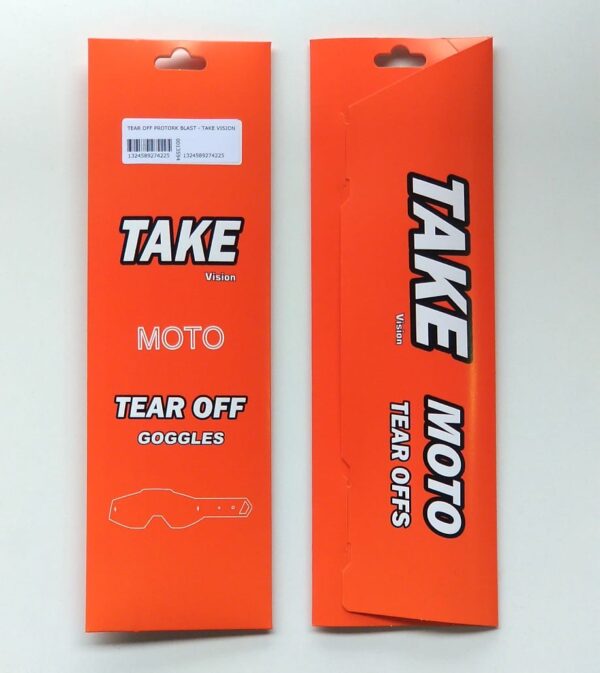 TEAR OFF PROTORK BLAST - TAKE VISION
0013594
1324589274225 1324589274225
TAKE
Vision
MOTO
TEAR OFF
GOGGLES
TAKE
Vision
MOTO
TEAR OFFS